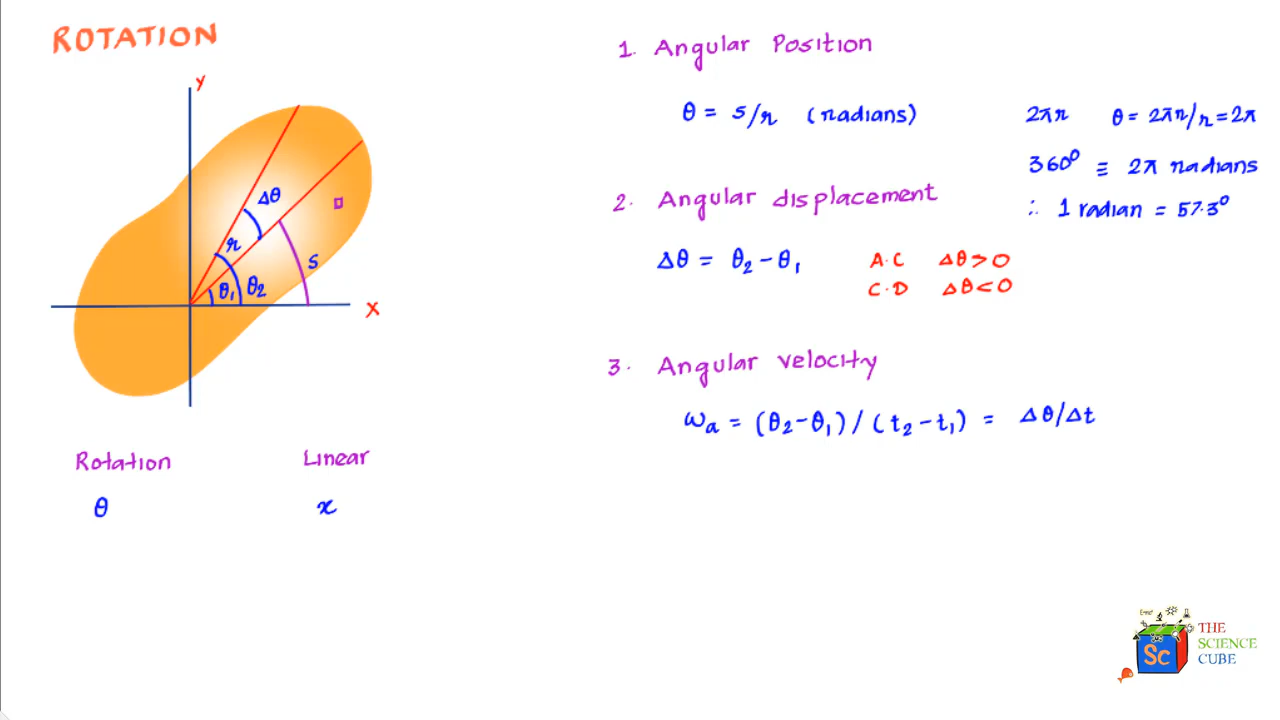 ROTATION
Y
Δθ
r
S
θ₁ θ₂
X
Rotation Linear
θ x
1. Angular Position
θ = S/r (radians) 2πr θ = 2πr/r = 2π
360° ≡ 2π radians
∴ 1 radian = 57.3°
2. Angular displacement
Δθ = θ₂ - θ₁ A.C Δθ > 0
C.D Δθ < 0
3. Angular velocity
ωₐ = (θ₂ - θ₁) / (t₂ - t₁) = Δθ/Δt
Sc
THE
SCIENCE
CUBE